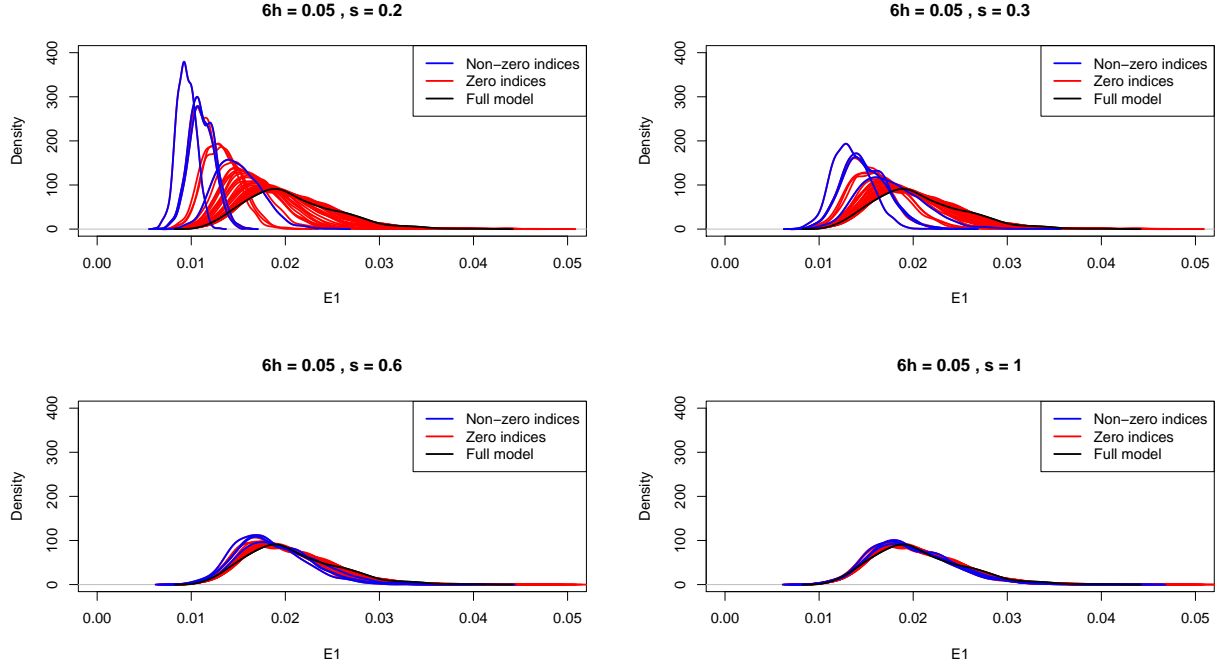 6h = 0.05 , s = 0.2
Density
400
300
200
100
0
Non−zero indices
Zero indices
Full model
0.00 0.01 0.02 0.03 0.04 0.05
E1
6h = 0.05 , s = 0.3
Density
400
300
200
100
0
Non−zero indices
Zero indices
Full model
0.00 0.01 0.02 0.03 0.04 0.05
E1
6h = 0.05 , s = 0.6
Density
400
300
200
100
0
Non−zero indices
Zero indices
Full model
0.00 0.01 0.02 0.03 0.04 0.05
E1
6h = 0.05 , s = 1
Density
400
300
200
100
0
Non−zero indices
Zero indices
Full model
0.00 0.01 0.02 0.03 0.04 0.05
E1